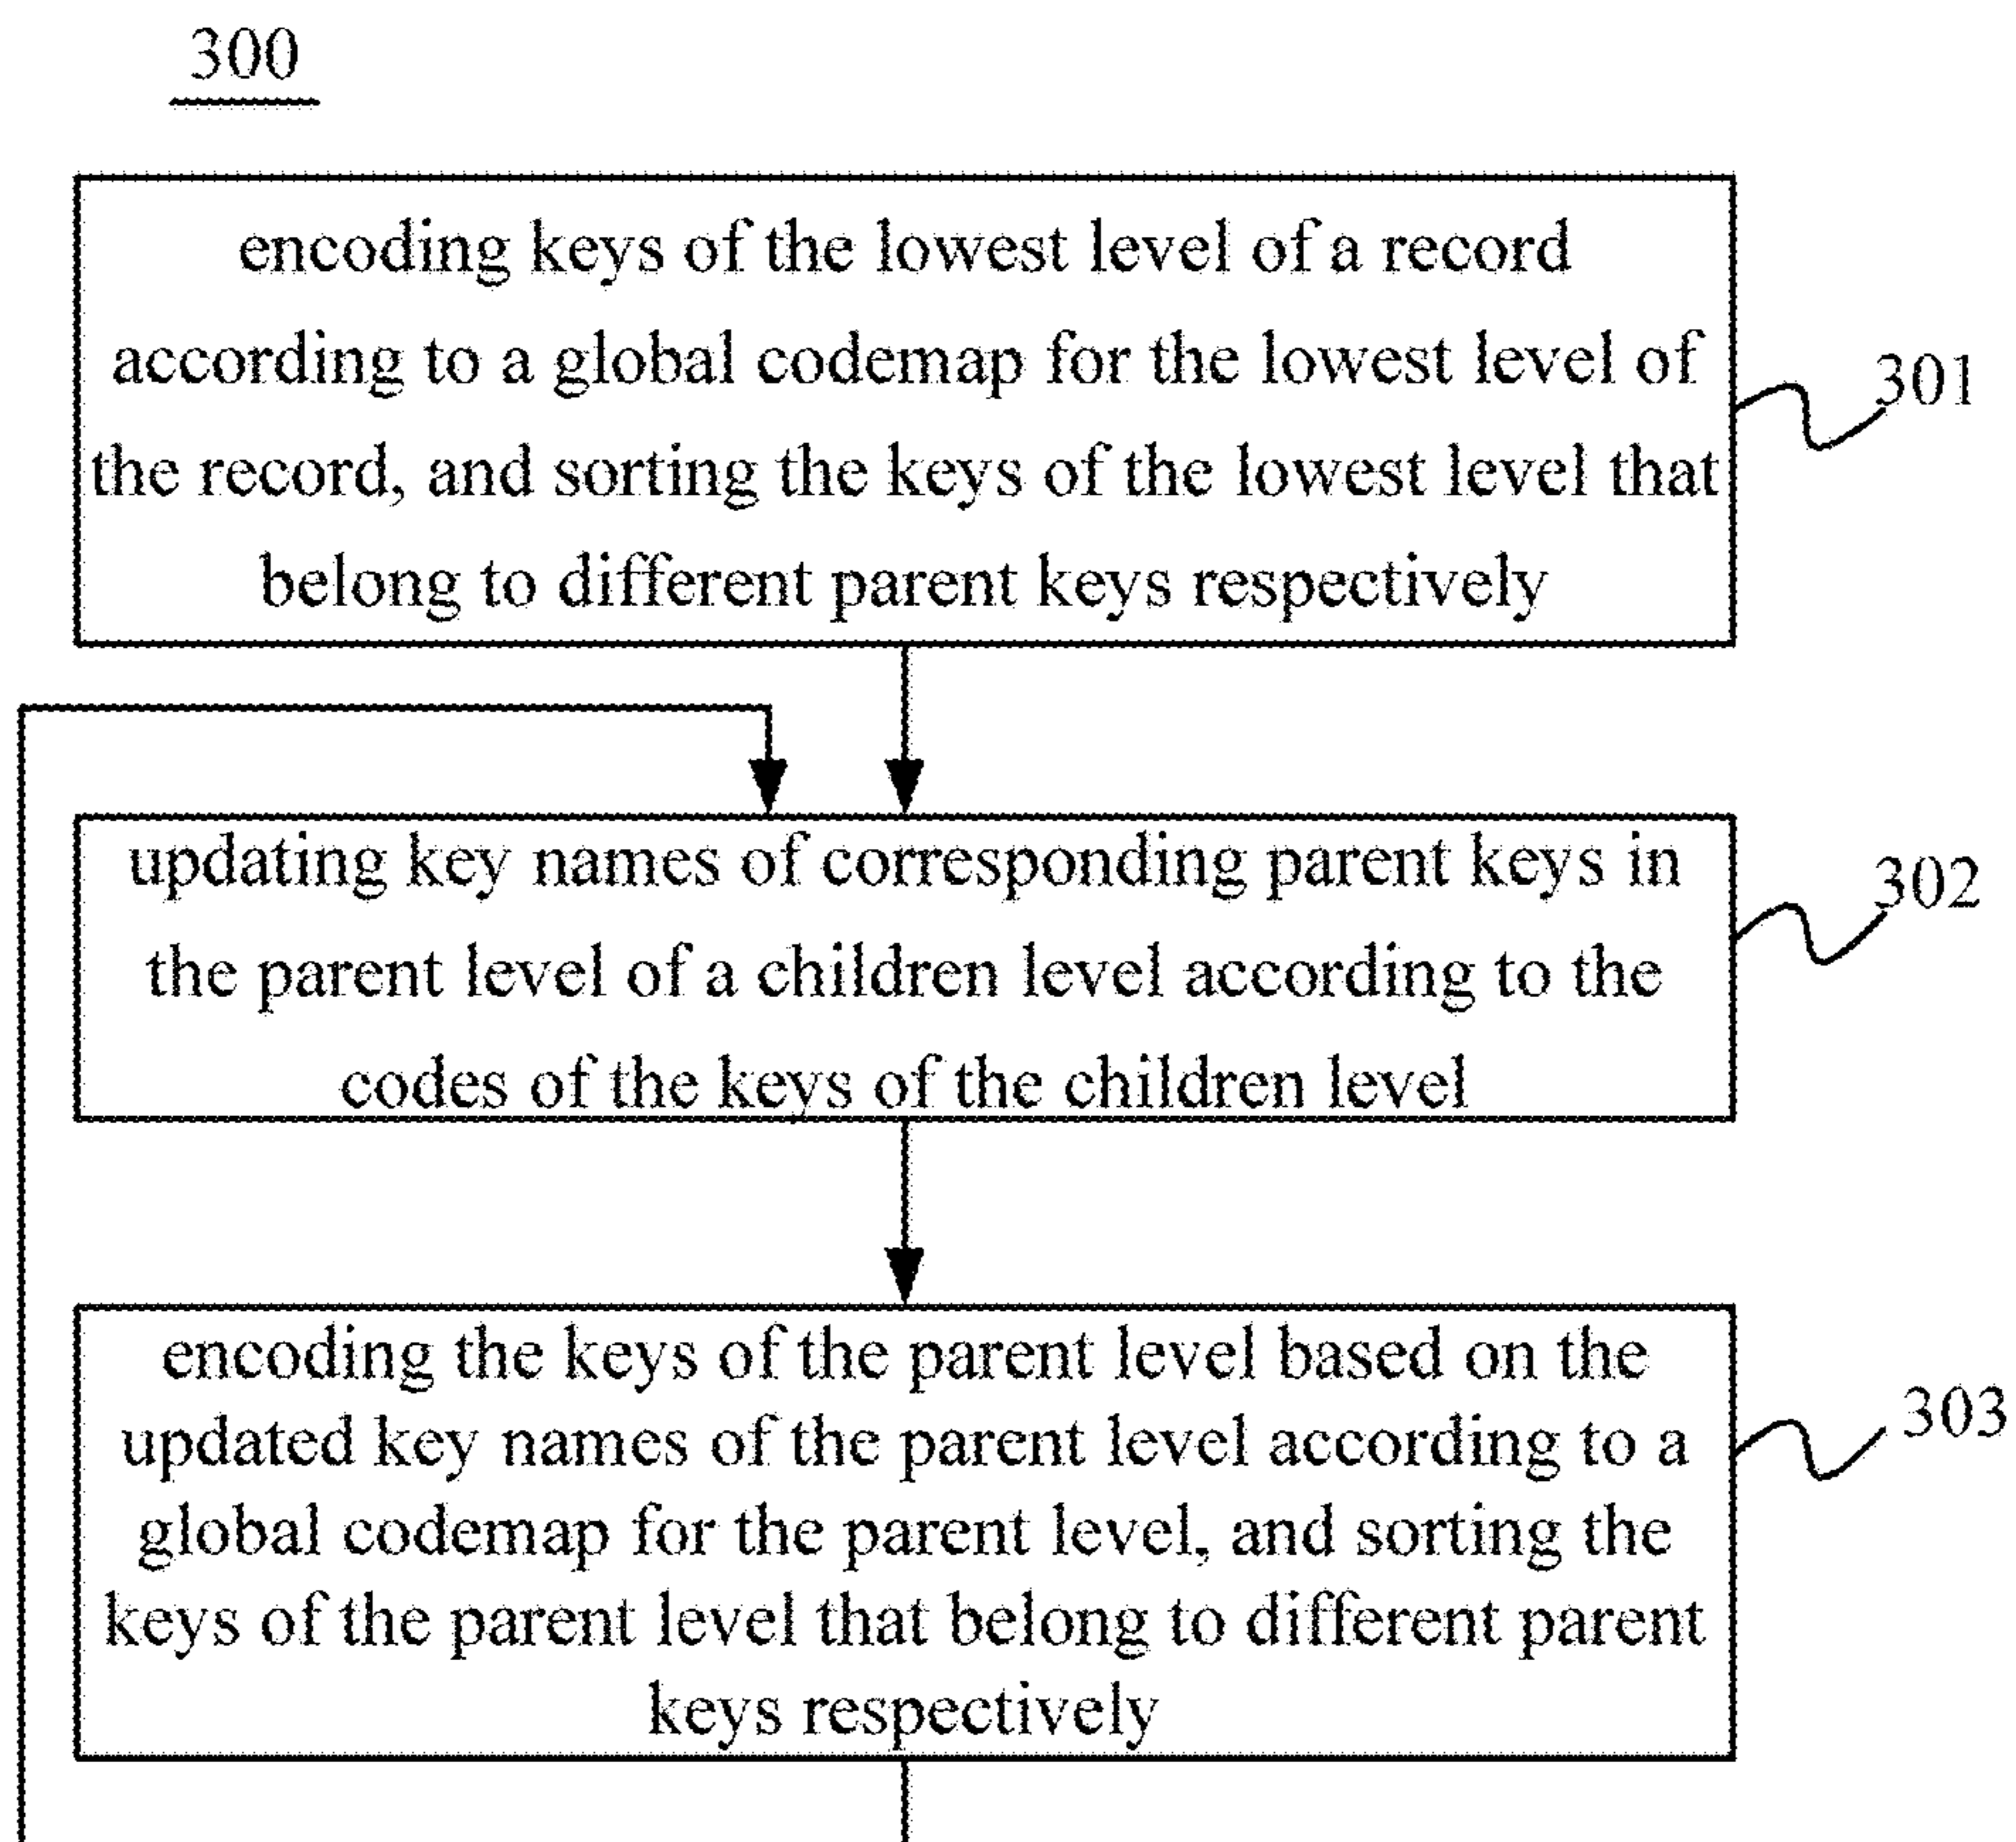 300
encoding keys of the lowest level of a record
according to a global codemap for the lowest level of
the record, and sorting the keys of the lowest level that
belong to different parent keys respectively
301
updating key names of corresponding parent keys in
the parent level of a children level according to the
codes of the keys of the children level
302
encoding the keys of the parent level based on the
updated key names of the parent level according to a
global codemap for the parent level, and sorting the
keys of the parent level that belong to different parent
keys respectively
303